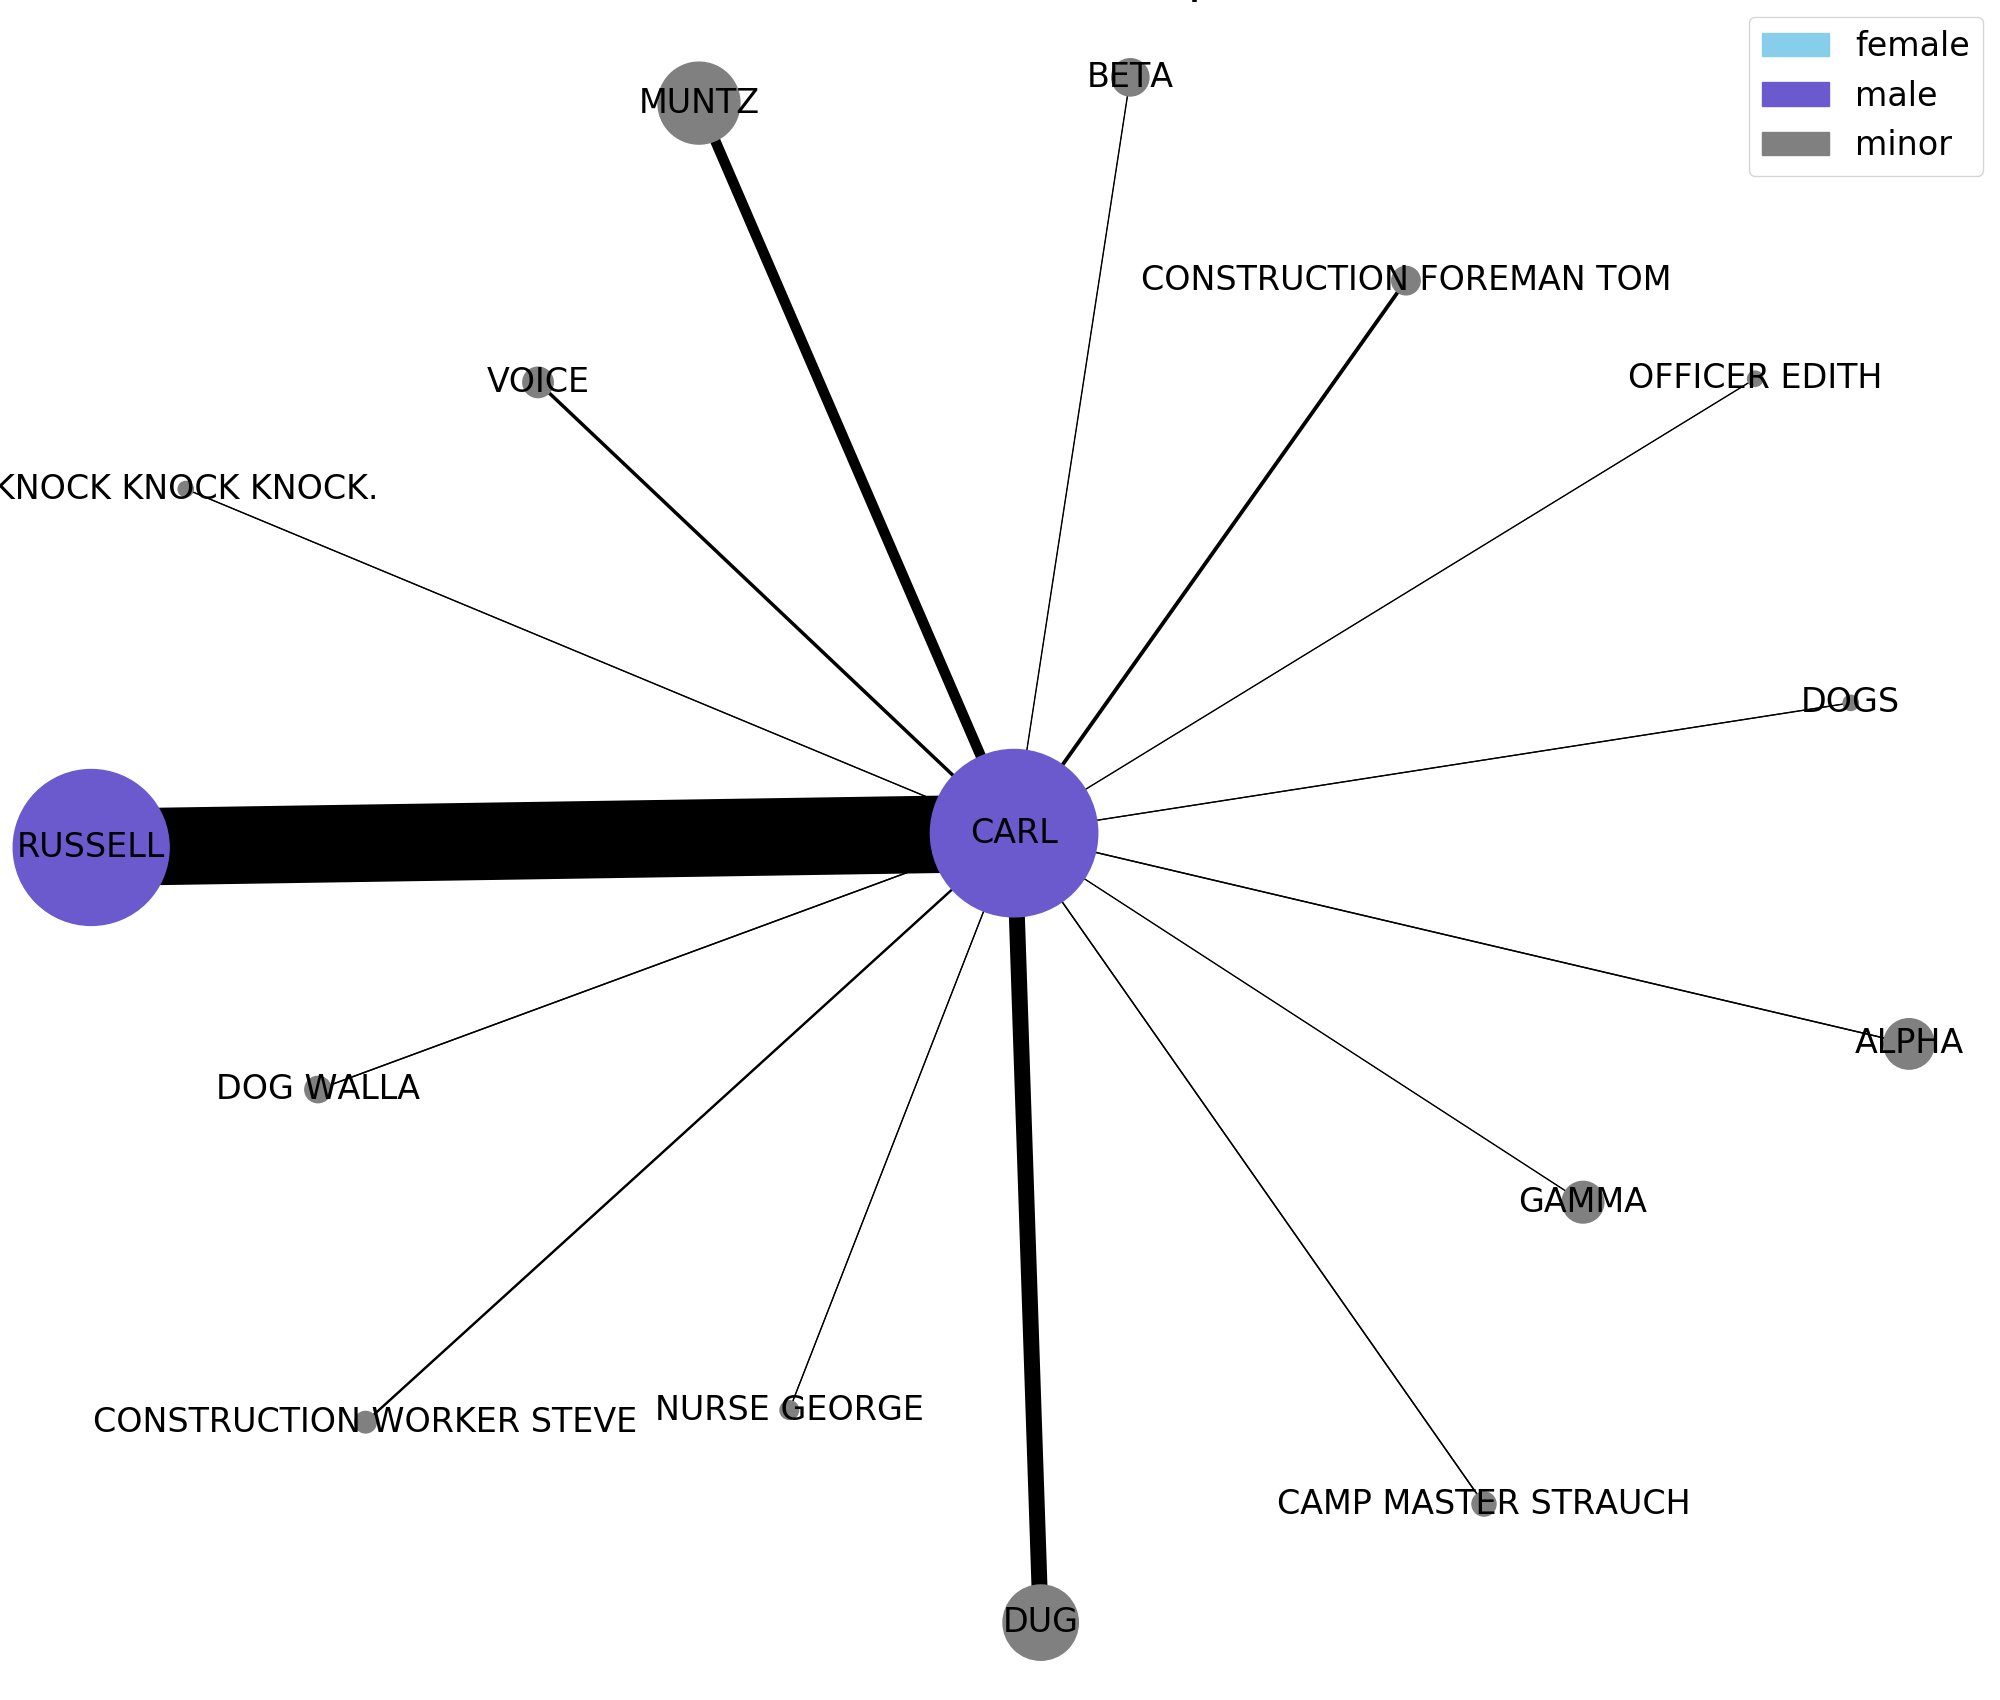 female
male
minor
BETA
MUNTZ
CONSTRUCTION FOREMAN TOM
OFFICER EDITH
VOICE
KNOCK KNOCK KNOCK.
DOGS
CARL
RUSSELL
ALPHA
DOG WALLA
GAMMA
NURSE GEORGE
CONSTRUCTION WORKER STEVE
CAMP MASTER STRAUCH
DUG